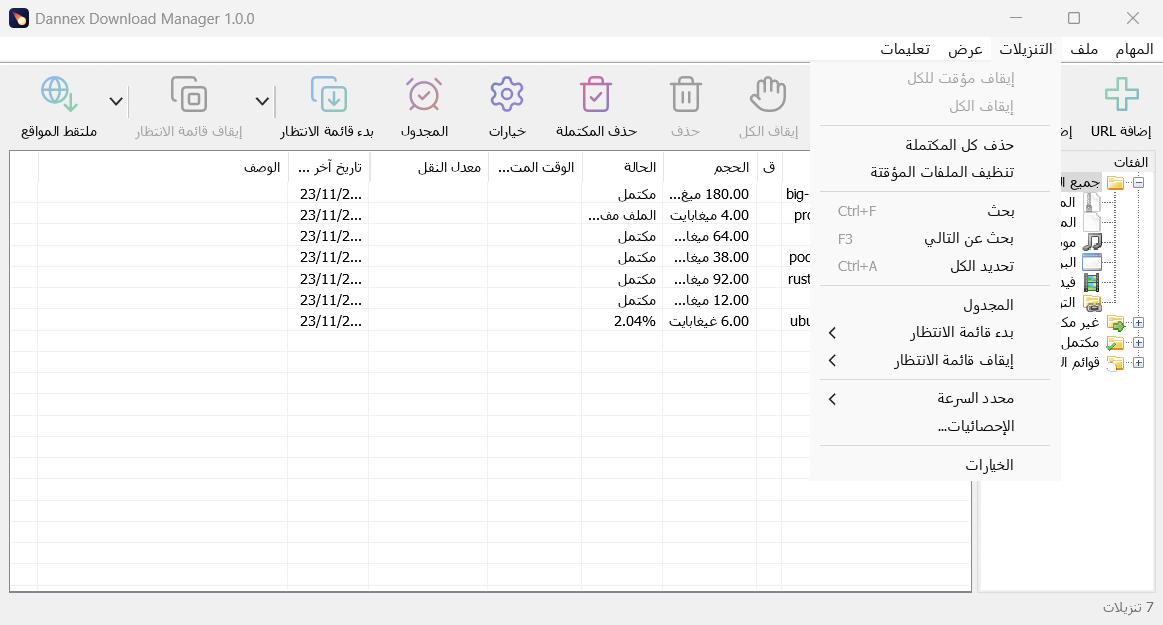 Dannex Download Manager 1.0.0
المهام
ملف
التنزيلات
عرض
تعليمات
إضافة URL
حذف
إيقاف الكل
حذف المكتملة
خيارات
المجدول
بدء قائمة الانتظار
إيقاف قائمة الانتظار
ملتقط المواقع
إيقاف مؤقت للكل
إيقاف الكل
حذف كل المكتملة
تنظيف الملفات المؤقتة
بحث Ctrl+F
بحث عن التالي F3
تحديد الكل Ctrl+A
المجدول
بدء قائمة الانتظار
إيقاف قائمة الانتظار
محدد السرعة
الإحصائيات...
الخيارات
الفئات
جميع
غير
مكتمل
قوائم
ق
الحجم
الحالة
الوقت المت...
معدل النقل
تاريخ آخر ...
الوصف
big-
180.00 ميغ...
مكتمل
23/11/2...
4.00 ميغابايت
الملف مف...
23/11/2...
64.00 ميغا...
مكتمل
23/11/2...
38.00 ميغا...
مكتمل
23/11/2...
rust
92.00 ميغا...
مكتمل
23/11/2...
12.00 ميغا...
مكتمل
23/11/2...
6.00 غيغابايت
2.04%
23/11/2...
7 تنزيلات